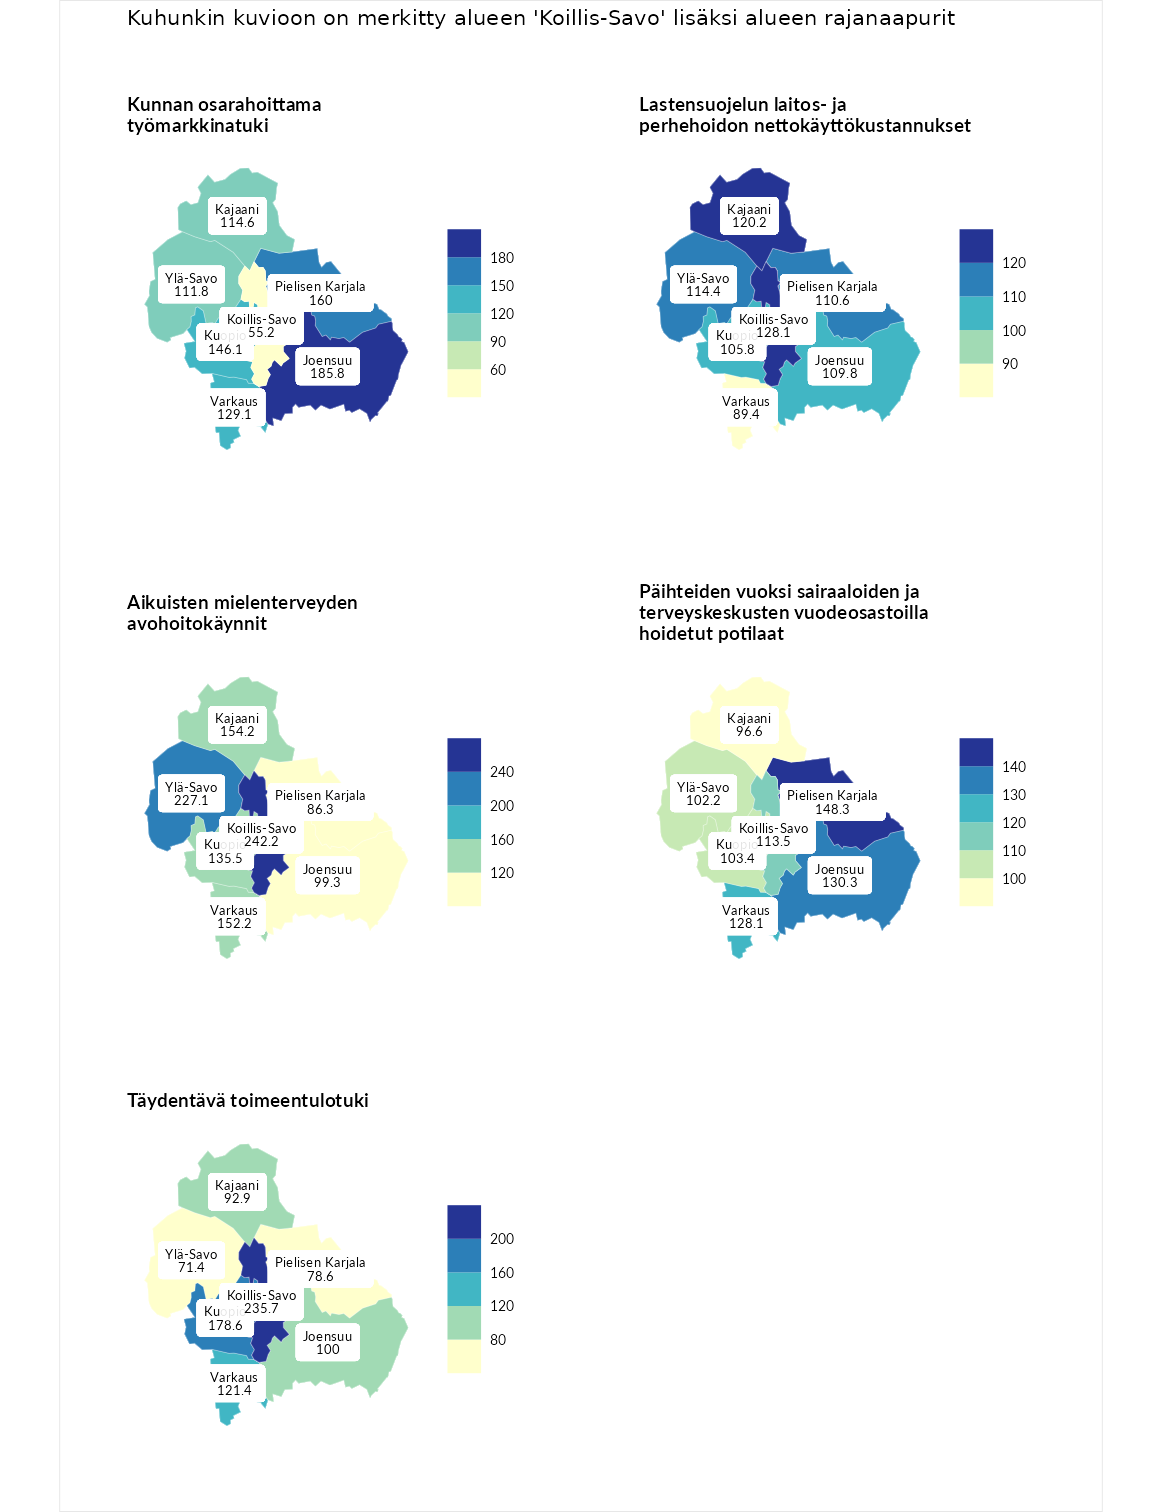 Kuhunkin kuvioon on merkitty alueen 'Koillis-Savo' lisäksi alueen rajanaapurit
Kunnan osarahoittama
työmarkkinatuki
Kajaani
114.6
Ylä-Savo
111.8
Pielisen Karjala
160
Koillis-Savo
55.2
Kuopio
146.1
Joensuu
185.8
Varkaus
129.1
180
150
120
90
60
Lastensuojelun laitos- ja
perhehoidon nettokäyttökustannukset
Kajaani
120.2
Ylä-Savo
114.4
Pielisen Karjala
110.6
Koillis-Savo
128.1
Kuopio
105.8
Joensuu
109.8
Varkaus
89.4
120
110
100
90
Aikuisten mielenterveyden
avohoitokäynnit
Kajaani
154.2
Ylä-Savo
227.1
Pielisen Karjala
86.3
Koillis-Savo
242.2
Kuopio
135.5
Joensuu
99.3
Varkaus
152.2
240
200
160
120
Päihteiden vuoksi sairaaloiden ja
terveyskeskusten vuodeosastoilla
hoidetut potilaat
Kajaani
96.6
Ylä-Savo
102.2
Pielisen Karjala
148.3
Koillis-Savo
113.5
Kuopio
103.4
Joensuu
130.3
Varkaus
128.1
140
130
120
110
100
Täydentävä toimeentulotuki
Kajaani
92.9
Ylä-Savo
71.4
Pielisen Karjala
78.6
Koillis-Savo
235.7
Kuopio
178.6
Joensuu
100
Varkaus
121.4
200
160
120
80